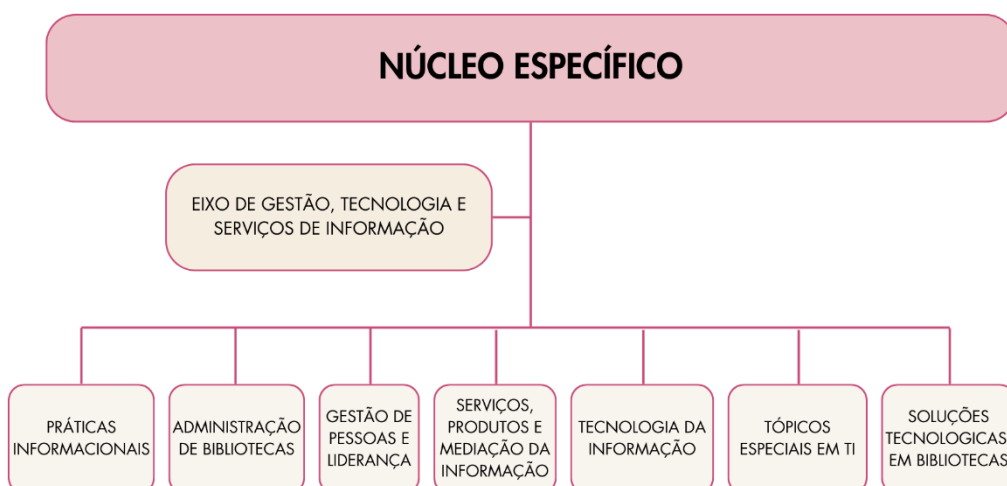 NÚCLEO ESPECÍFICO
EIXO DE GESTÃO, TECNOLOGIA E
SERVIÇOS DE INFORMAÇÃO
PRÁTICAS
INFORMACIONAIS
ADMINISTRAÇÃO
DE BIBLIOTECAS
GESTÃO DE
PESSOAS E
LIDERANÇA
SERVIÇOS,
PRODUTOS E
MEDIAÇÃO DA
INFORMAÇÃO
TECNOLOGIA DA
INFORMAÇÃO
TÓPICOS
ESPECIAIS EM TI
SOLUÇÕES
TECNOLOGICAS
EM BIBLIOTECAS